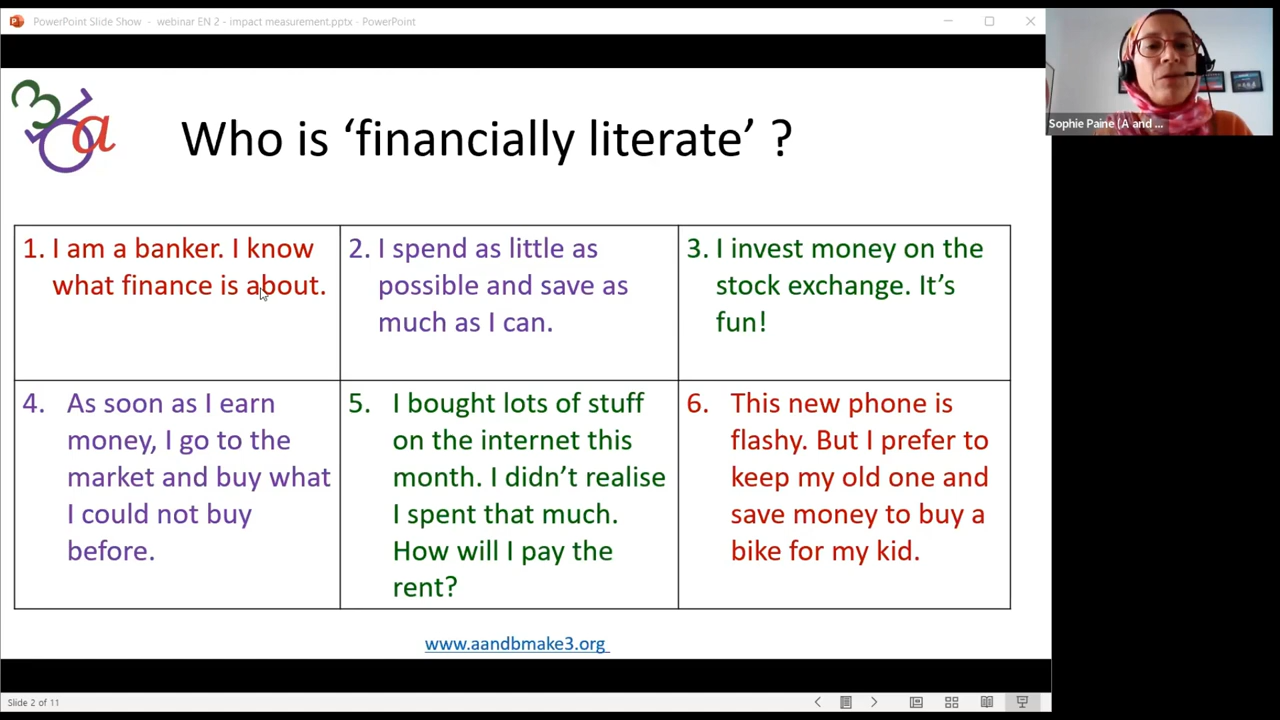 PowerPoint Slide Show - webinar EN 2 - impact measurement.pptx - PowerPoint
Sophie Paine (A and ...
36a
Who is ‘financially literate’ ?
1. I am a banker. I know
what finance is about.
2. I spend as little as
possible and save as
much as I can.
3. I invest money on the
stock exchange. It’s
fun!
4. As soon as I earn
money, I go to the
market and buy what
I could not buy
before.
5. I bought lots of stuff
on the internet this
month. I didn’t realise
I spent that much.
How will I pay the
rent?
6. This new phone is
flashy. But I prefer to
keep my old one and
save money to buy a
bike for my kid.
www.aandbmake3.org
Slide 2 of 11